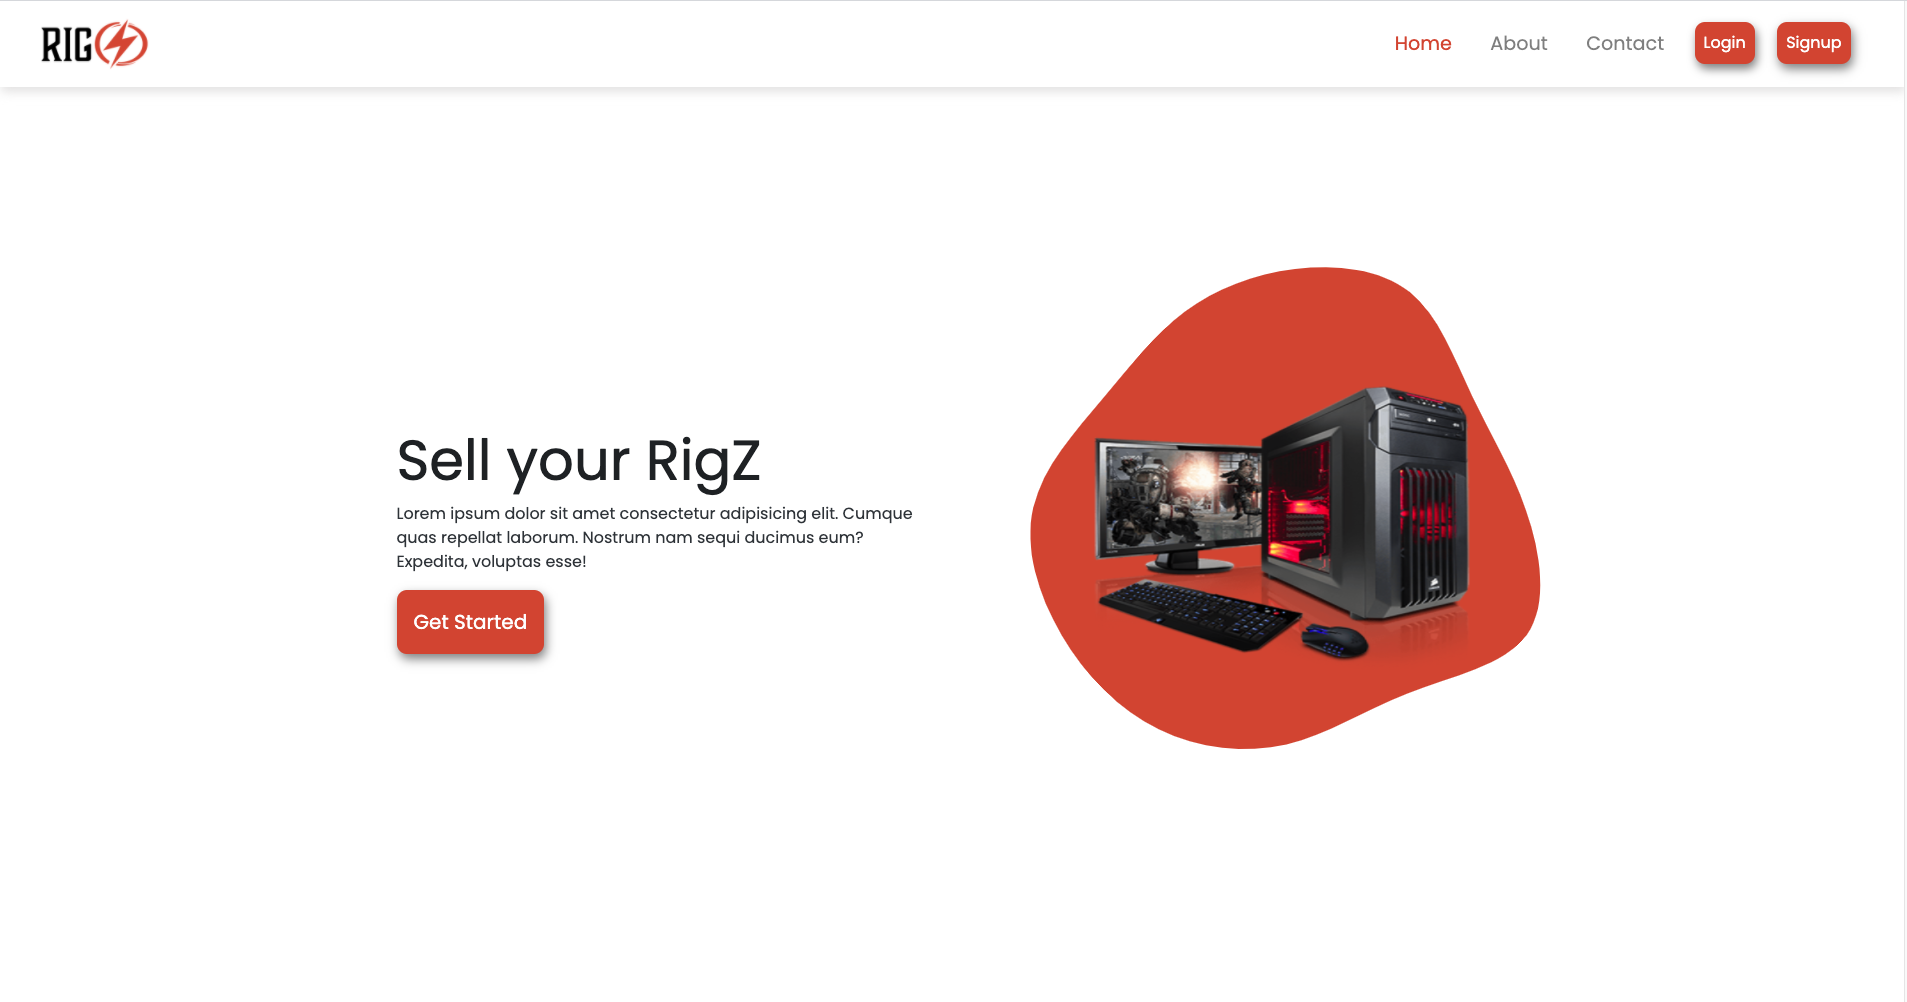 RIG
Home
About
Contact
Login
Signup
Sell your RigZ
Lorem ipsum dolor sit amet consectetur adipisicing elit. Cumque
quas repellat laborum. Nostrum nam sequi ducimus eum?
Expedita, voluptas esse!
Get Started